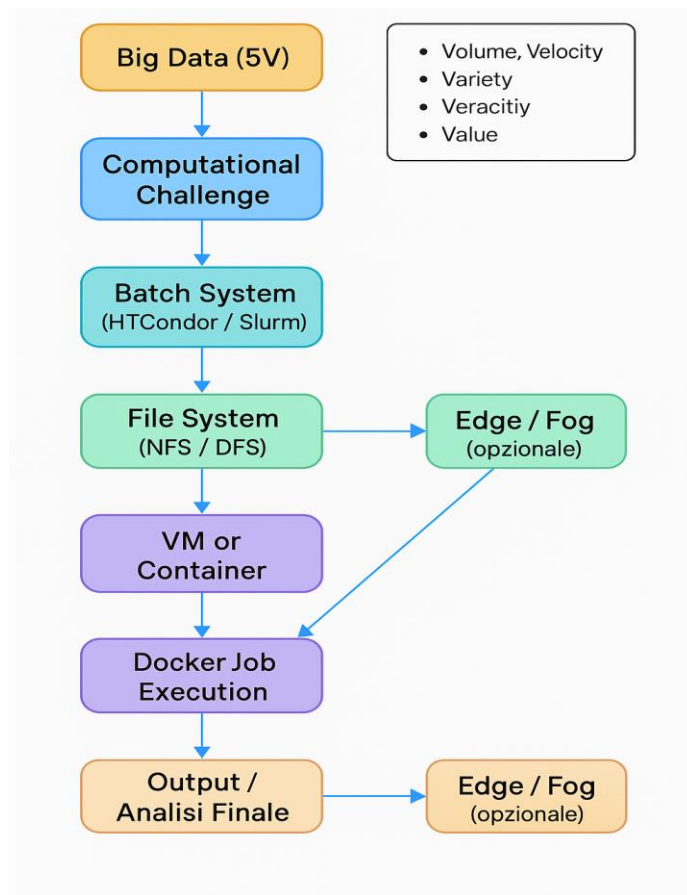 Big Data (5V)
• Volume, Velocity
• Variety
• Veracitiy
• Value
Computational
Challenge
Batch System
(HTCondor / Slurm)
File System
(NFS / DFS)
Edge / Fog
(opzionale)
VM or
Container
Docker Job
Execution
Output /
Analisi Finale
Edge / Fog
(opzionale)